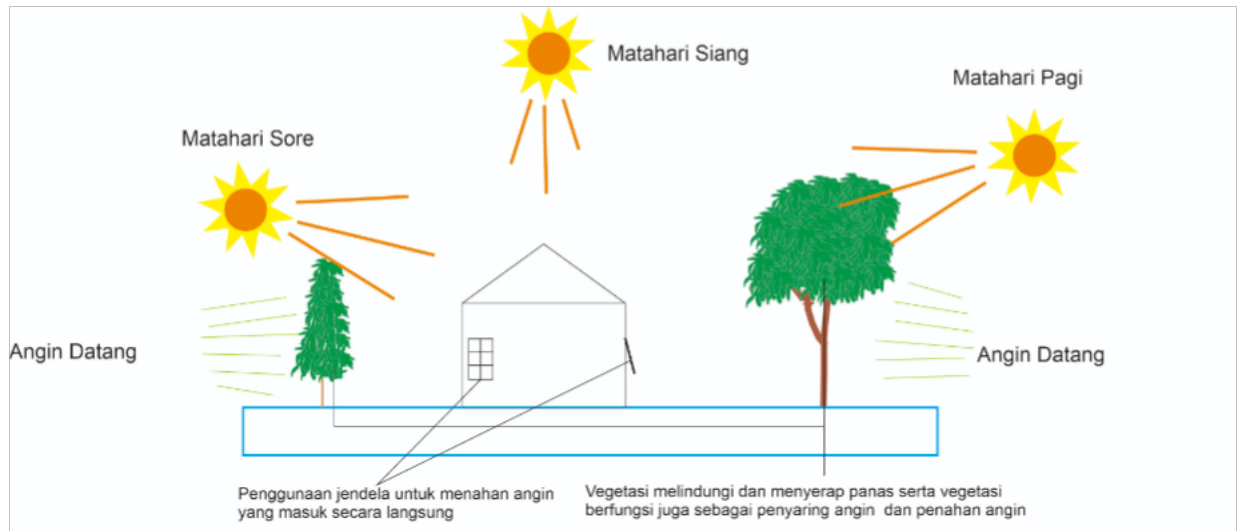 Matahari Siang
Matahari Pagi
Matahari Sore
Angin Datang
Angin Datang
Penggunaan jendela untuk menahan angin
yang masuk secara langsung
Vegetasi melindungi dan menyerap panas serta vegetasi
berfungsi juga sebagai penyaring angin dan penahan angin